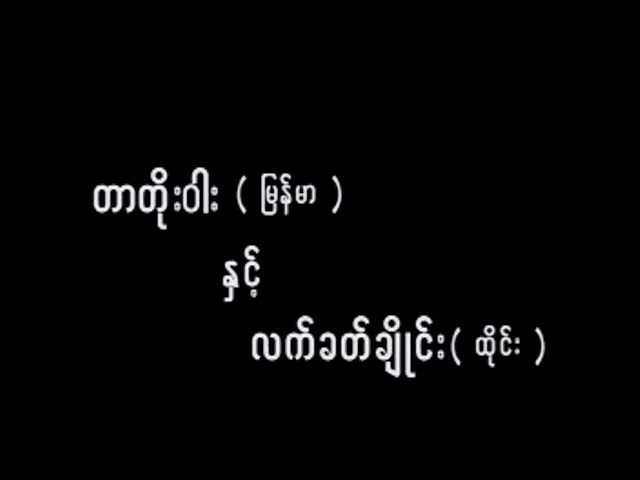 တာတိုးဝါး ( မြန်မာ )
နှင့်
လက်ခတ်ချိုင်း ( ထိုင်း )